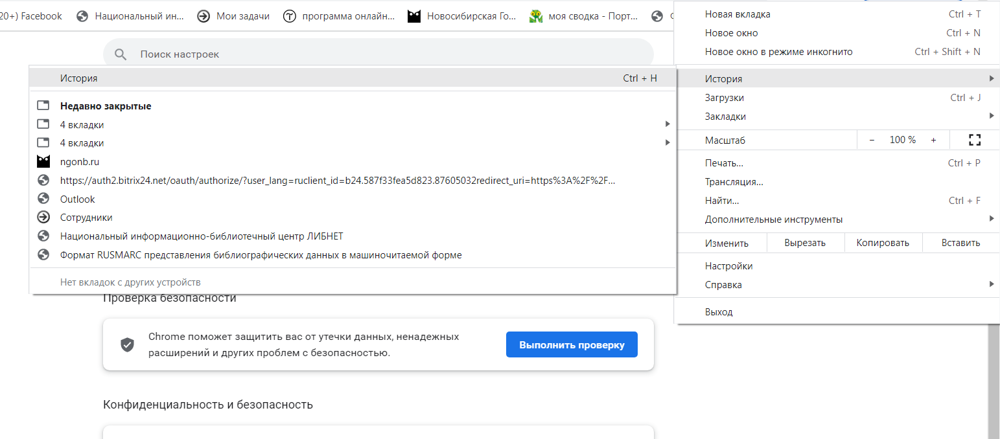 20+) Facebook
Национальный ин...
Мои задачи
программа онлайн...
Новосибирская Го...
моя сводка - Порт...
Поиск настроек
История Ctrl + H
Недавно закрытые
4 вкладки
4 вкладки
ngonb.ru
https://auth2.bitrix24.net/oauth/authorize/?user_lang=ruclient_id=b24.587f33fea5d823.87605032redirect_uri=https%3A%2F%2F...
Outlook
Сотрудники
Национальный информационно-библиотечный центр ЛИБНЕТ
Формат RUSMARC представления библиографических данных в машиночитаемой форме
Нет вкладок с других устройств
Новая вкладка Ctrl + T
Новое окно Ctrl + N
Новое окно в режиме инкогнито Ctrl + Shift + N
История
Загрузки Ctrl + J
Закладки
Масштаб − 100 % +
Печать... Ctrl + P
Трансляция...
Найти... Ctrl + F
Дополнительные инструменты
Изменить Вырезать Копировать Вставить
Настройки
Справка
Выход
Проверка безопасности
Chrome поможет защитить вас от утечки данных, ненадежных
расширений и других проблем с безопасностью.
Выполнить проверку
Конфиденциальность и безопасность